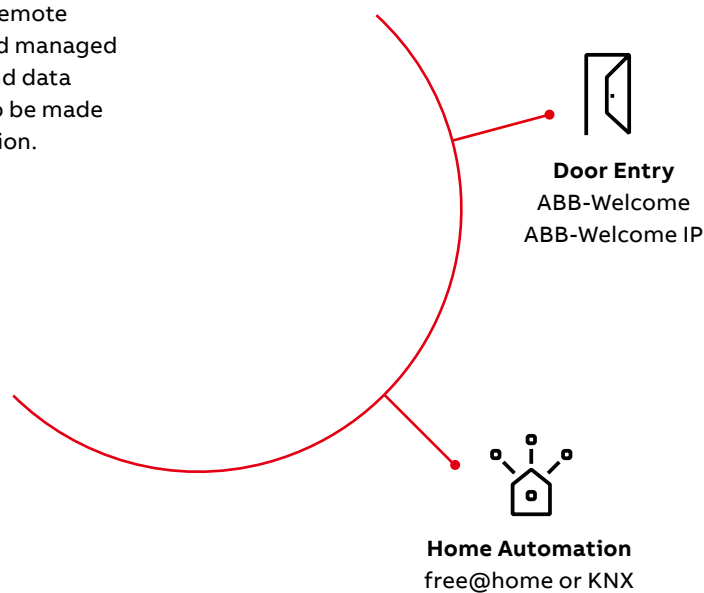 emote
d managed
nd data
o be made
ion.
Door Entry
ABB-Welcome
ABB-Welcome IP
Home Automation
free@home or KNX